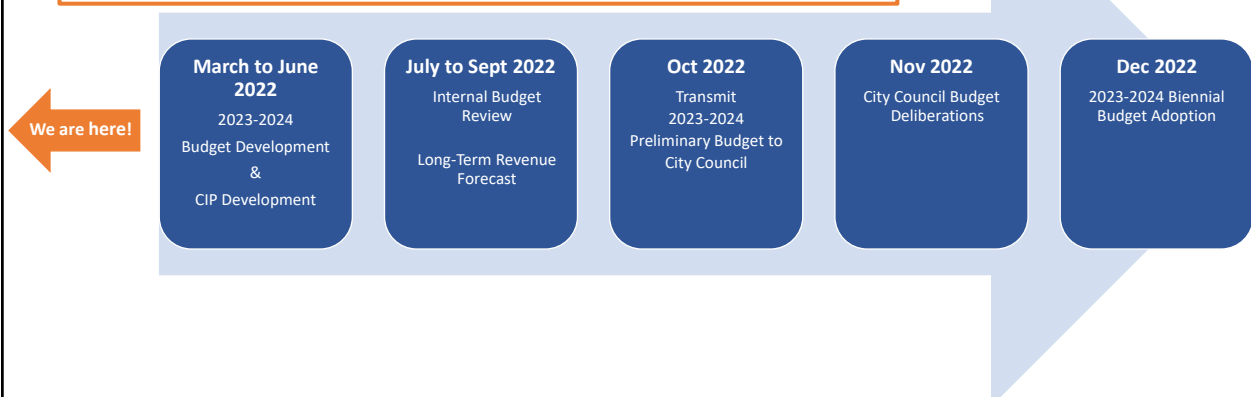 We are here!
March to June
2022
2023-2024
Budget Development
&
CIP Development
July to Sept 2022
Internal Budget
Review
Long-Term Revenue
Forecast
Oct 2022
Transmit
2023-2024
Preliminary Budget to
City Council
Nov 2022
City Council Budget
Deliberations
Dec 2022
2023-2024 Biennial
Budget Adoption